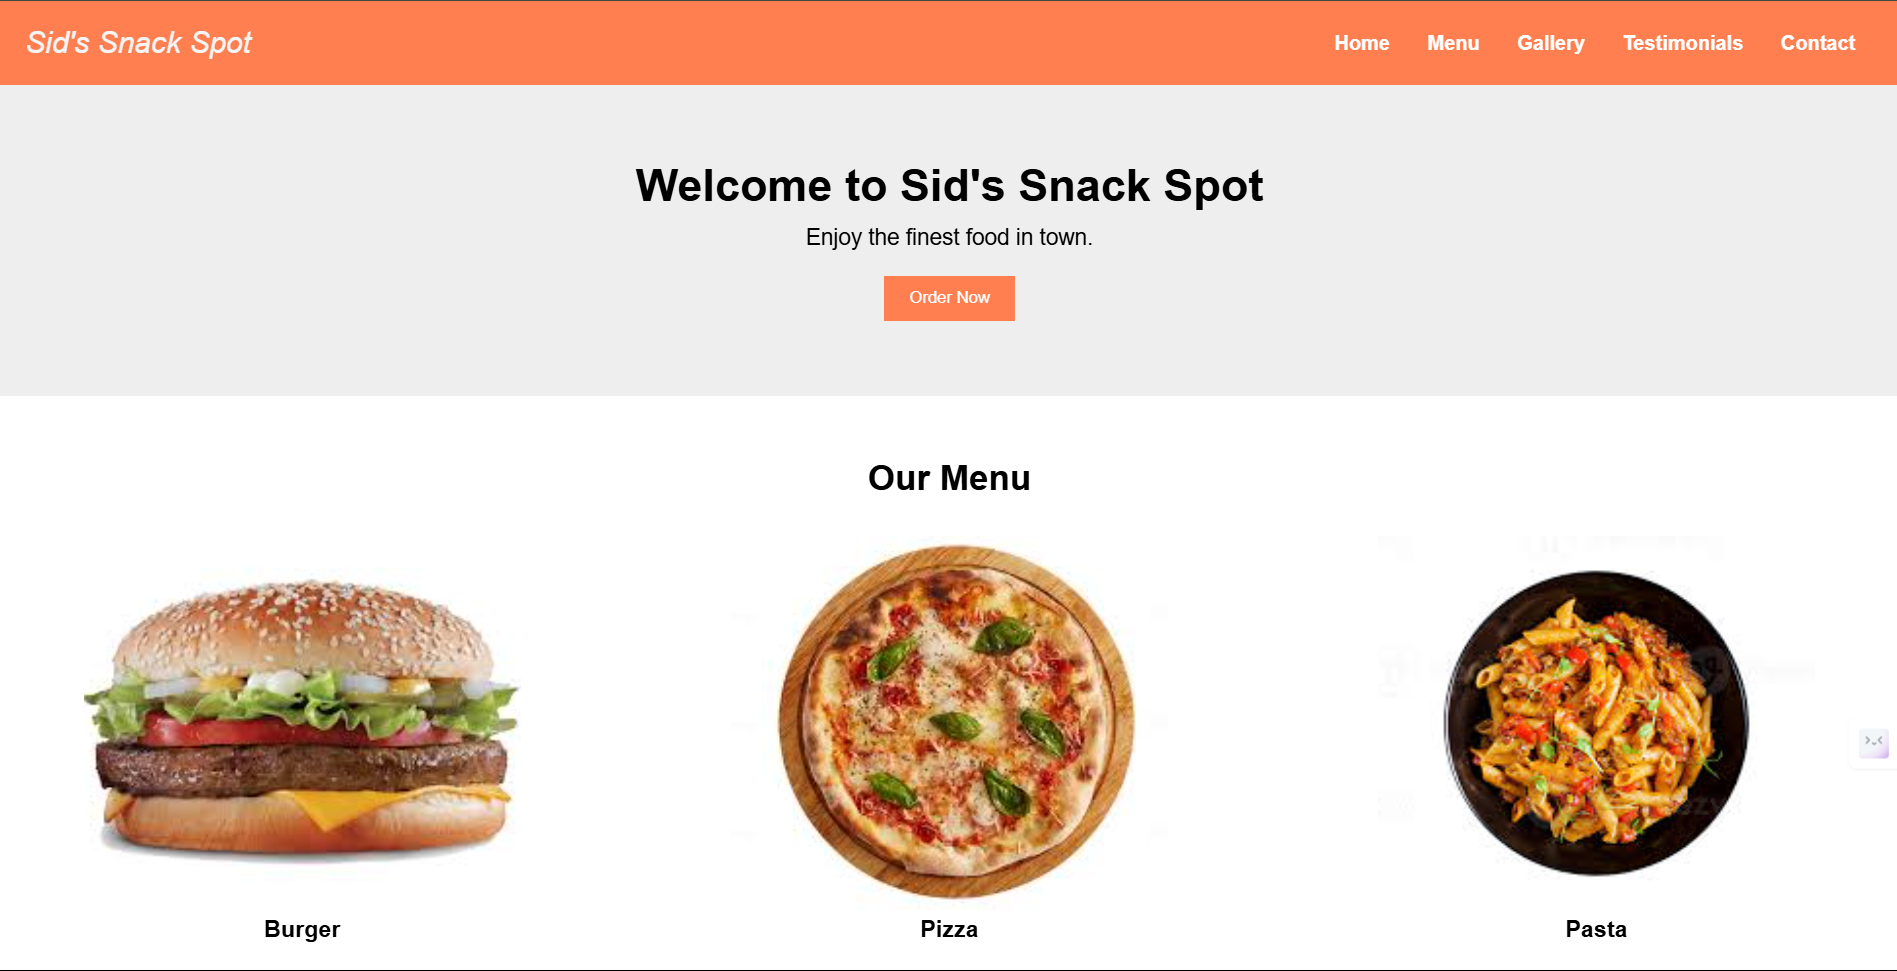 Sid's Snack Spot
Home Menu Gallery Testimonials Contact
Welcome to Sid's Snack Spot
Enjoy the finest food in town.
Order Now
Our Menu
Burger Pizza Pasta